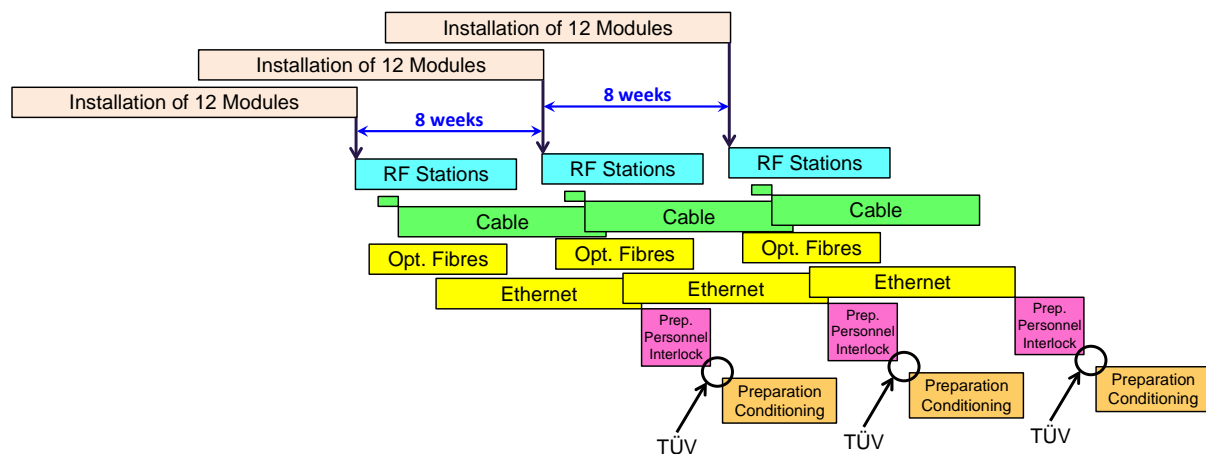 Installation of 12 Modules
Installation of 12 Modules
Installation of 12 Modules
8 weeks
8 weeks
RF Stations
RF Stations
RF Stations
Cable
Cable
Cable
Opt. Fibres
Opt. Fibres
Opt. Fibres
Ethernet
Ethernet
Ethernet
Prep.
Personnel
Interlock
Prep.
Personnel
Interlock
Prep.
Personnel
Interlock
Preparation
Conditioning
Preparation
Conditioning
Preparation
Conditioning
TÜV
TÜV
TÜV